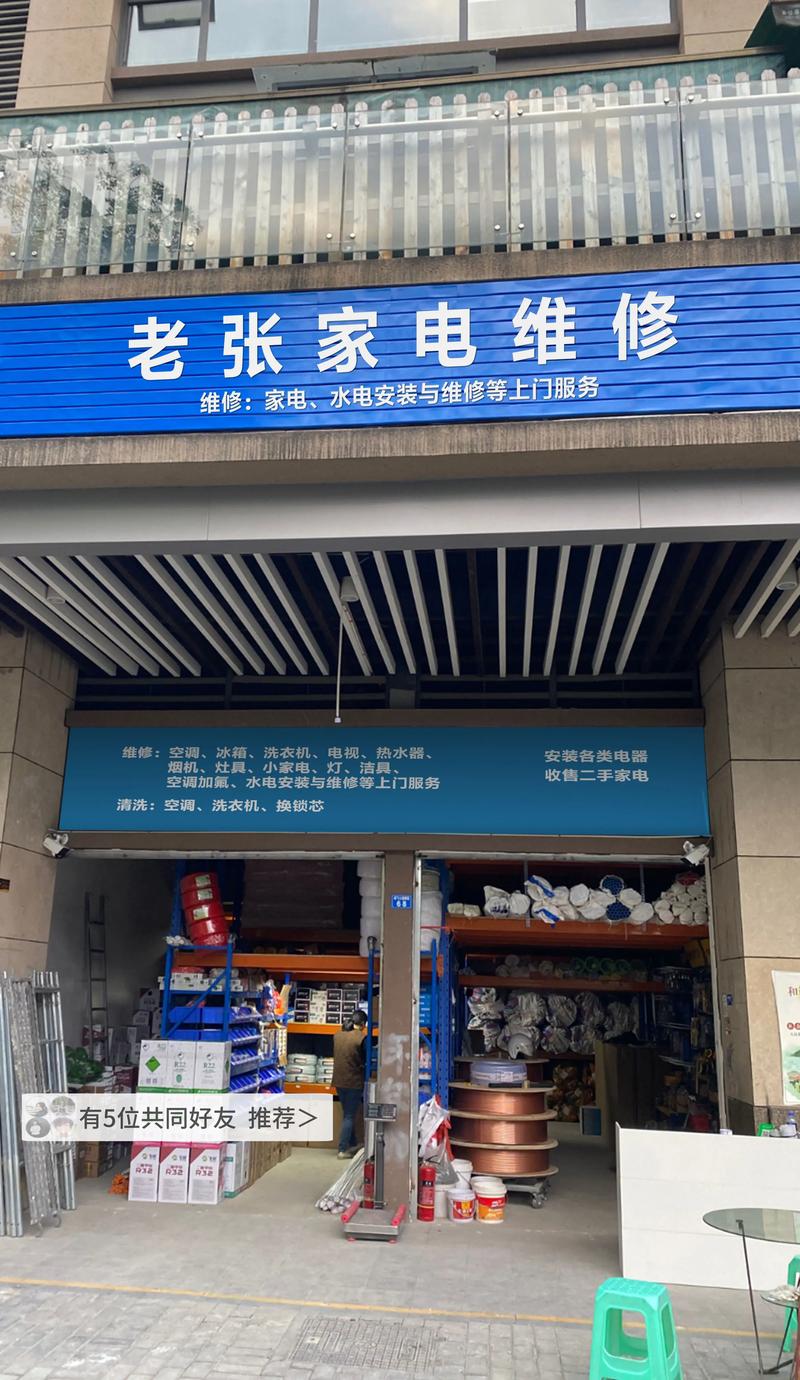 老张家电维修
维修：家电、水电安装与维修等上门服务
维修：空调、冰箱、洗衣机、电视、热水器、
烟机、灶具、小家电、灯、洁具、
空调加氟、水电安装与维修等上门服务
清洗：空调、洗衣机、换锁芯
安装各类电器
收售二手家电
68
R22
有5位共同好友 推荐＞
R32
和